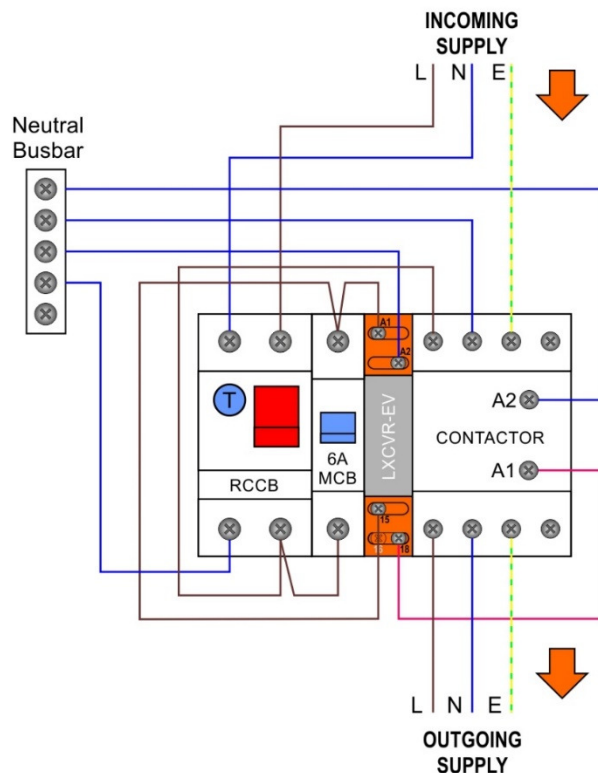 INCOMING
SUPPLY
L N E
Neutral
Busbar
A1
A2
T
LXCVR-EV
A2
CONTACTOR
A1
6A
MCB
RCCB
15
16 18
L N E
OUTGOING
SUPPLY